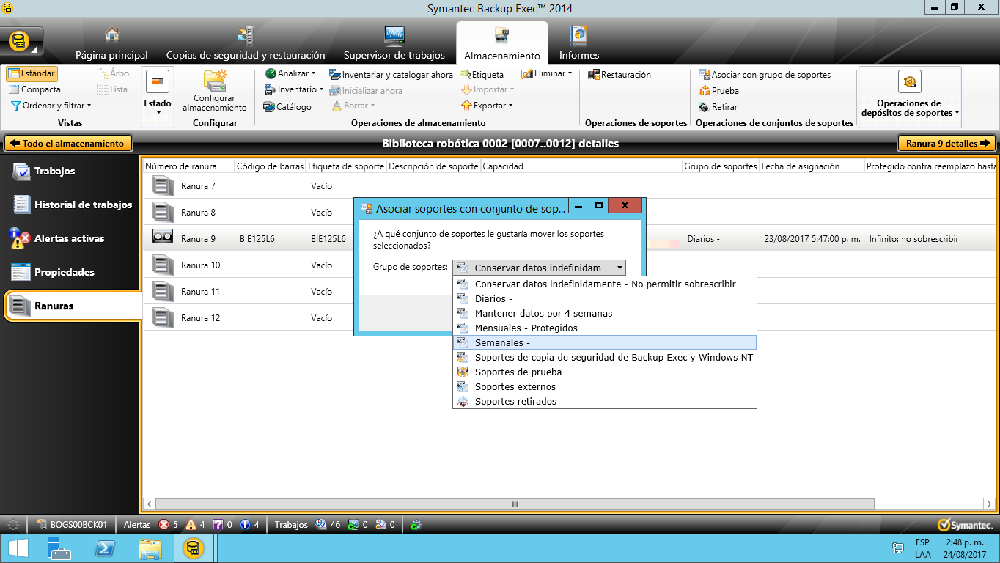 Symantec Backup Exec™ 2014
Página principal
Copias de seguridad y restauración
Supervisor de trabajos
Almacenamiento
Informes
Estándar
Compacta
Ordenar y filtrar
Árbol
Lista
Vistas
Estado
Configurar almacenamiento
Configurar
Analizar
Inventario
Catálogo
Inventariar y catalogar ahora
Inicializar ahora
Borrar
Etiqueta
Importar
Exportar
Eliminar
Operaciones de almacenamiento
Restauración
Operaciones de soportes
Asociar con grupo de soportes
Prueba
Retirar
Operaciones de conjuntos de soportes
Operaciones de
depósitos de soportes
Todo el almacenamiento
Biblioteca robótica 0002 [0007..0012] detalles
Ranura 9 detalles
Trabajos
Historial de trabajos
Alertas activas
Propiedades
Ranuras
Número de ranura Código de barras Etiqueta de soporte Descripción de soporte Capacidad Grupo de soportes Fecha de asignación Protegido contra reemplazo hasta
Ranura 7 Vacío
Ranura 8 Vacío
Ranura 9 BIE125L6 BIE125L6 Diarios - 23/08/2017 5:47:00 p. m. Infinito: no sobrescribir
Ranura 10 Vacío
Ranura 11 Vacío
Ranura 12 Vacío
Asociar soportes con conjunto de sop...
¿A qué conjunto de soportes le gustaría mover los soportes
seleccionados?
Grupo de soportes: Conservar datos indefinidam...
Conservar datos indefinidamente - No permitir sobrescribir
Diarios -
Mantener datos por 4 semanas
Mensuales - Protegidos
Semanales -
Soportes de copia de seguridad de Backup Exec y Windows NT
Soportes de prueba
Soportes externos
Soportes retirados
BOGS00BCK01 Alertas 5 4 0 4 Trabajos 46 0 0
Symantec.
ESP 2:48 p. m.
LAA 24/08/2017